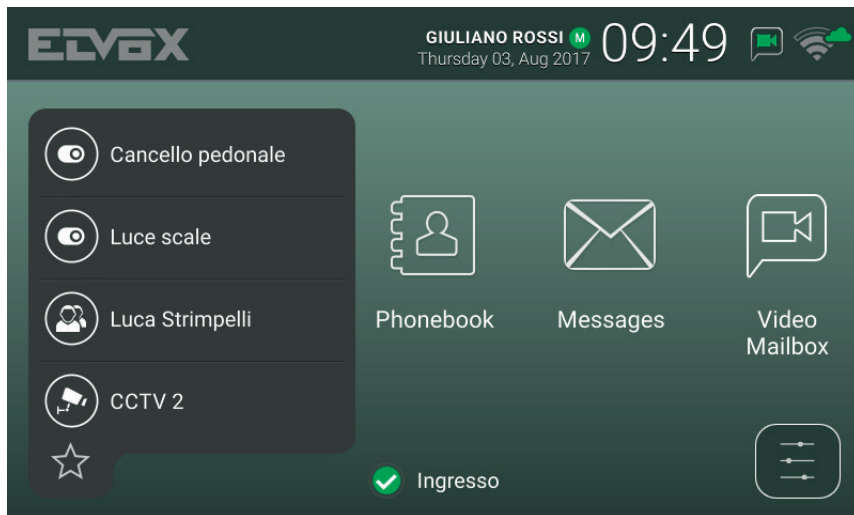 ELVOX
GIULIANO ROSSI M
Thursday 03, Aug 2017
09:49
Cancello pedonale
Luce scale
Luca Strimpelli
CCTV 2
Phonebook
Messages
Video
Mailbox
Ingresso